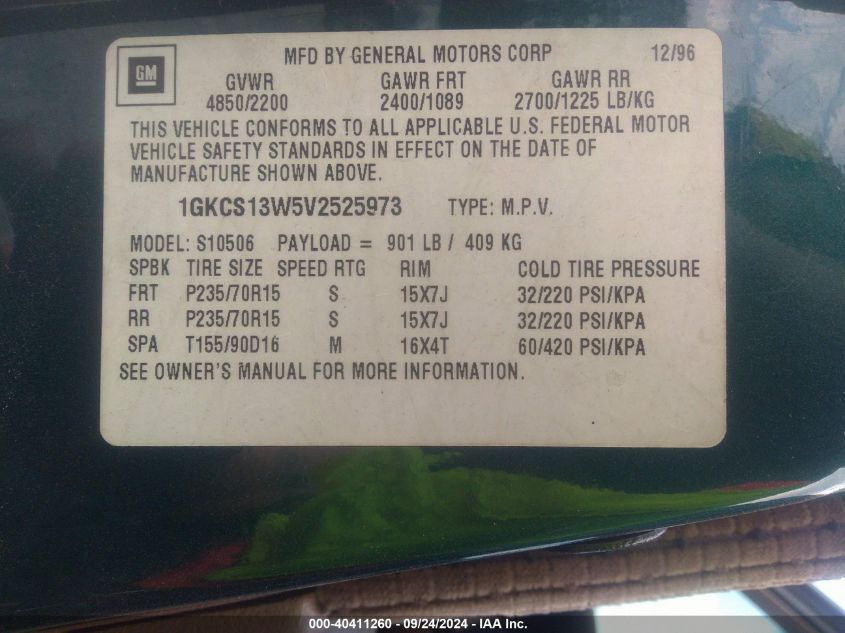 GM
MFD BY GENERAL MOTORS CORP 12/96
GVWR GAWR FRT GAWR RR
4850/2200 2400/1089 2700/1225 LB/KG
THIS VEHICLE CONFORMS TO ALL APPLICABLE U.S. FEDERAL MOTOR
VEHICLE SAFETY STANDARDS IN EFFECT ON THE DATE OF
MANUFACTURE SHOWN ABOVE.
1GKCS13W5V2525973 TYPE: M.P.V.
MODEL: S10506 PAYLOAD = 901 LB / 409 KG
SPBK TIRE SIZE SPEED RTG RIM COLD TIRE PRESSURE
FRT P235/70R15 S 15X7J 32/220 PSI/KPA
RR P235/70R15 S 15X7J 32/220 PSI/KPA
SPA T155/90D16 M 16X4T 60/420 PSI/KPA
SEE OWNER'S MANUAL FOR MORE INFORMATION.
000-40411260 - 09/24/2024 - IAA Inc.